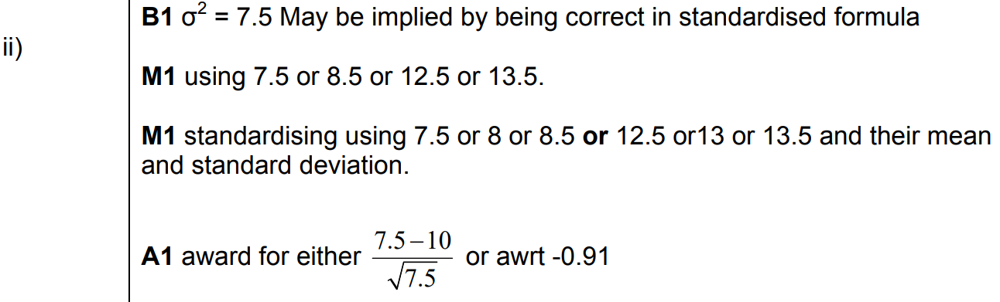 B1 σ² = 7.5 May be implied by being correct in standardised formula
ii)
M1 using 7.5 or 8.5 or 12.5 or 13.5.
M1 standardising using 7.5 or 8 or 8.5 or 12.5 or13 or 13.5 and their mean
and standard deviation.
A1 award for either (7.5 – 10)/√7.5 or awrt -0.91